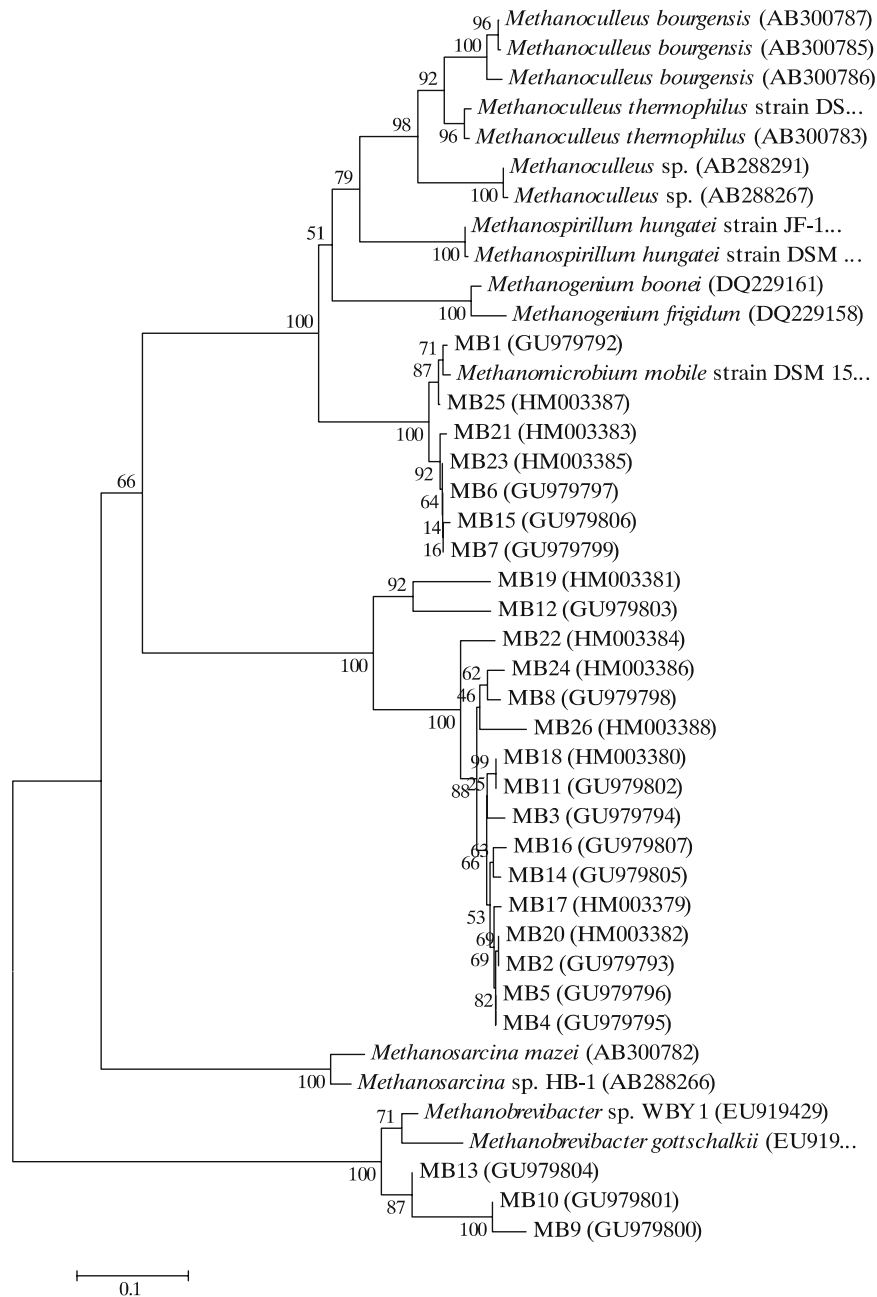 96
Methanoculleus bourgensis (AB300787)
100
Methanoculleus bourgensis (AB300785)
Methanoculleus bourgensis (AB300786)
92
Methanoculleus thermophilus strain DS...
98
96
Methanoculleus thermophilus (AB300783)
Methanoculleus sp. (AB288291)
79
100
Methanoculleus sp. (AB288267)
Methanospirillum hungatei strain JF-1...
51
100
Methanospirillum hungatei strain DSM ...
Methanogenium boonei (DQ229161)
100
Methanogenium frigidum (DQ229158)
100
71
MB1 (GU979792)
87
Methanomicrobium mobile strain DSM 15...
MB25 (HM003387)
100
MB21 (HM003383)
MB23 (HM003385)
92
66
MB6 (GU979797)
64
MB15 (GU979806)
14
16
MB7 (GU979799)
92
MB19 (HM003381)
MB12 (GU979803)
MB22 (HM003384)
100
62
MB24 (HM003386)
46
MB8 (GU979798)
100
MB26 (HM003388)
99
MB18 (HM003380)
88
25
MB11 (GU979802)
MB3 (GU979794)
63
MB16 (GU979807)
66
MB14 (GU979805)
53
MB17 (HM003379)
69
MB20 (HM003382)
69
MB2 (GU979793)
82
MB5 (GU979796)
MB4 (GU979795)
Methanosarcina mazei (AB300782)
100
Methanosarcina sp. HB-1 (AB288266)
71
Methanobrevibacter sp. WBY1 (EU919429)
Methanobrevibacter gottschalkii (EU919...
100
MB13 (GU979804)
87
MB10 (GU979801)
100
MB9 (GU979800)
0.1